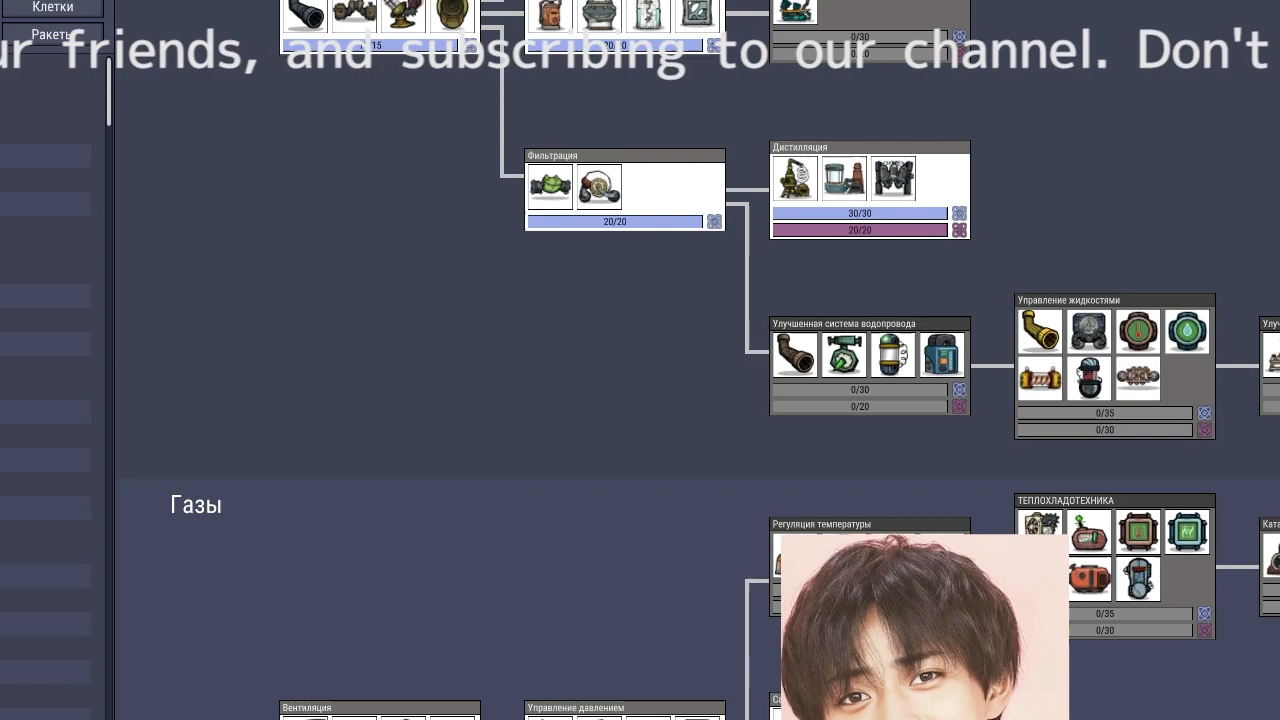 Клетки
Ракеты
ur friends, and subscribing to our channel. Don't
0/30
Фильтрация
20/20
Дистилляция
30/30
20/20
Улучшенная система водопровода
0/30
0/20
Управление жидкостями
0/35
0/30
Газы
Регуляция температуры
ТЕПЛОХЛАДОТЕХНИКА
0/35
0/30
Вентиляция
Управление давлением